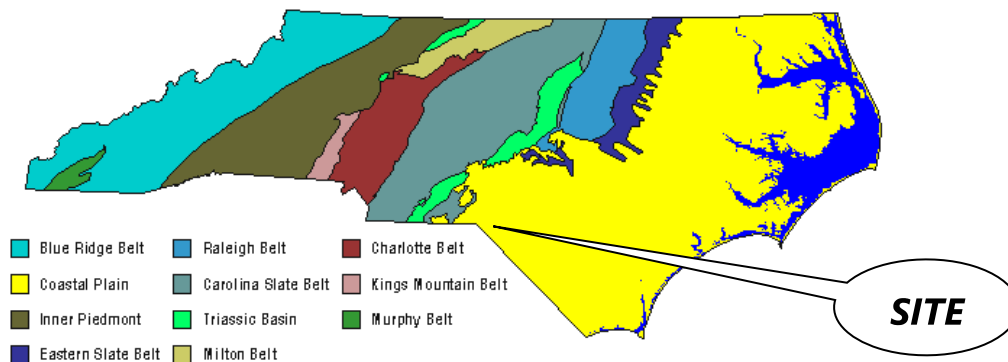 Blue Ridge Belt
Raleigh Belt
Charlotte Belt
Coastal Plain
Carolina Slate Belt
Kings Mountain Belt
Inner Piedmont
Triassic Basin
Murphy Belt
Eastern Slate Belt
Milton Belt
SITE